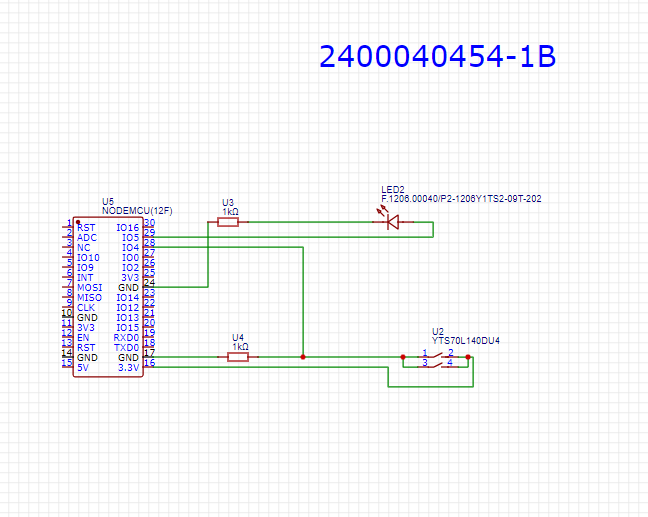 2400040454-1B
LED2
F.1206.00040/P2-1206Y1TS2-09T-202
U5
NODEMCU(12F)
U3
1kΩ
1 RST IO16 30
2 ADC IO5 29
3 NC IO4 28
4 IO10 IO0 27
5 IO9 IO2 26
6 INT 3V3 25
7 MOSI GND 24
8 MISO IO14 23
9 CLK IO12 22
10 GND IO13 21
11 3V3 IO15 20
12 EN RXD0 19
13 RST TXD0 18
14 GND GND 17
15 5V 3.3V 16
U4
1kΩ
U2
YTS70L140DU4
1 2
3 4